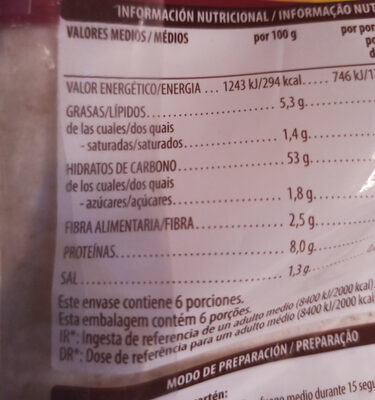 INFORMACIÓN NUTRICIONAL / INFORMAÇÃO NUT
VALORES MEDIOS / MÉDIOS por 100 g por por
VALOR ENERGÉTICO/ENERGIA ... 1243 kJ/294 kcal..... 746 kJ/1
GRASAS/LÍPIDOS............................ 5,3 g.......
de las cuales/dos quais
- saturadas/saturados................ 1,4 g.......
HIDRATOS DE CARBONO.................. 53 g........
de los cuales/dos quais
- azúcares/açúcares................... 1,8 g.......
FIBRA ALIMENTARIA/FIBRA............. 2,5 g.......
PROTEÍNAS................................. 8,0 g.......
SAL........................................... 1,3 g.......
Este envase contiene 6 porciones.
Esta embalagem contém 6 porções.
IR*: Ingesta de referencia de un adulto medio (8400 kJ/2000 kcal)
DR*: Dose de referência para um adulto médio (8400 kJ/2000 kcal
MODO DE PREPARACIÓN / PREPARAÇÃO
medio durante 15 segu